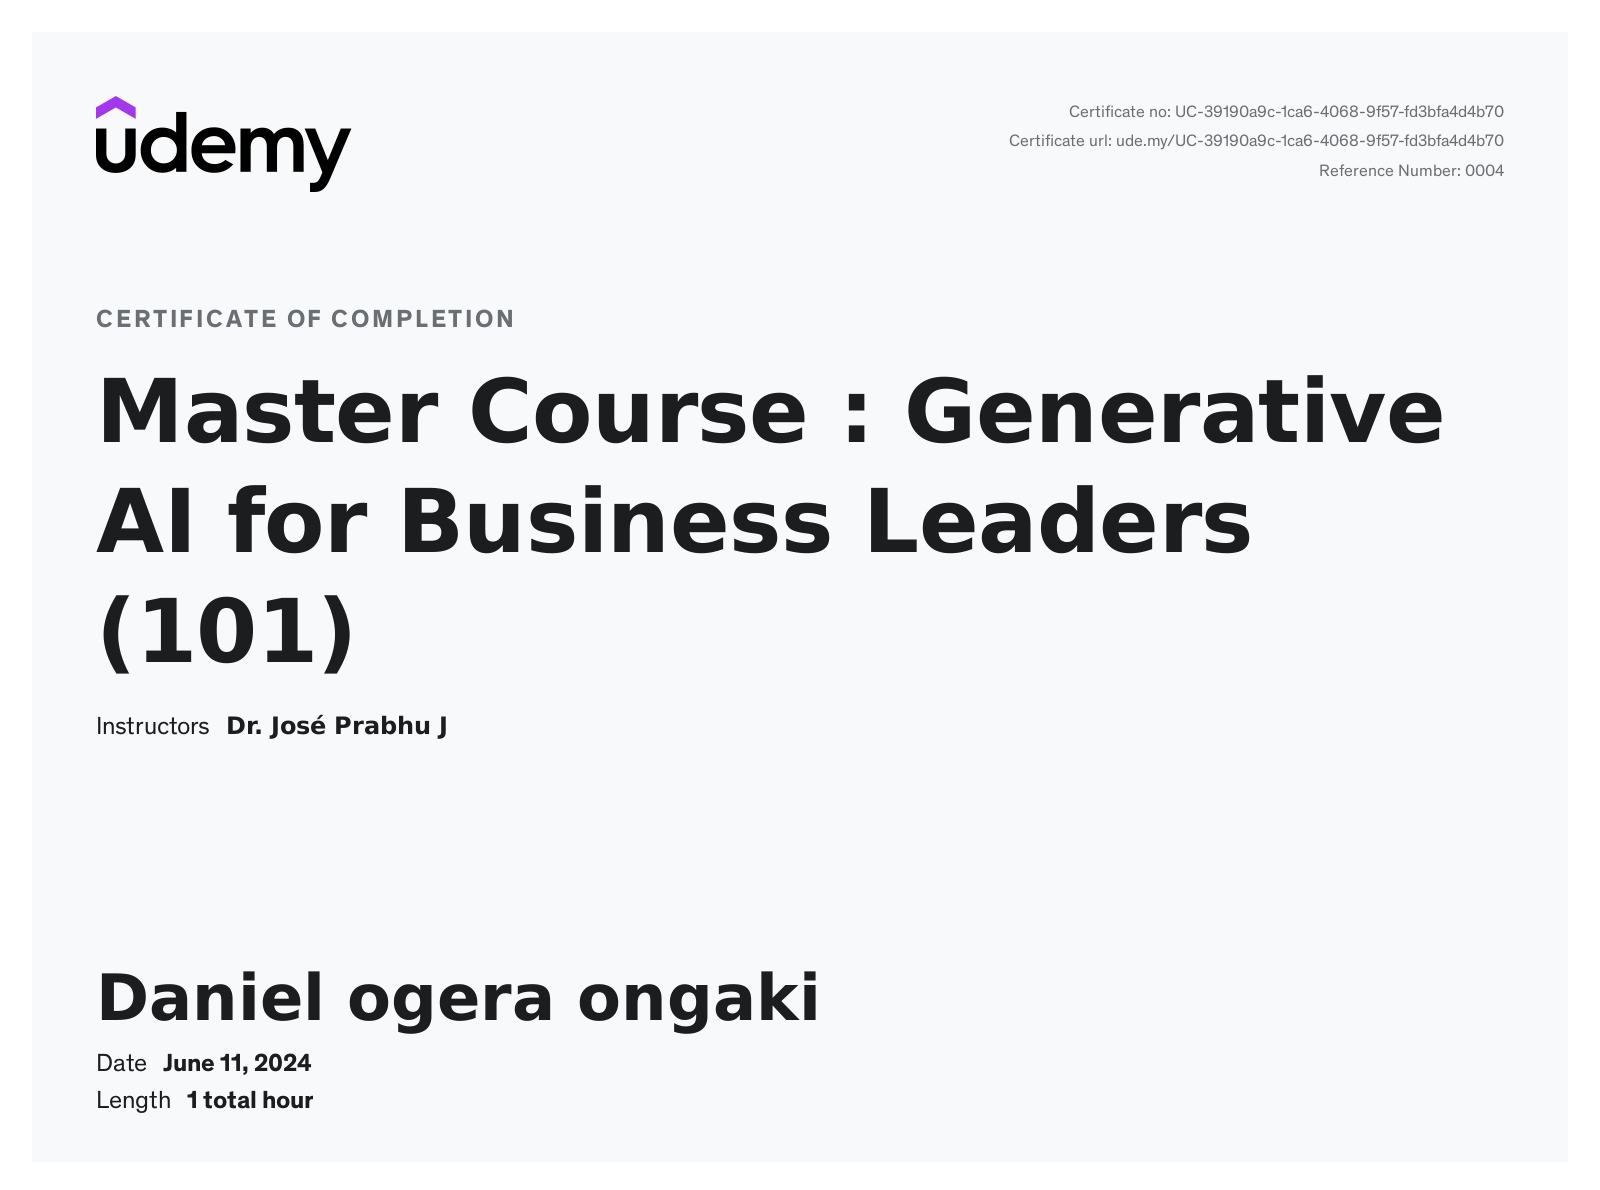 udemy
Certificate no: UC-39190a9c-1ca6-4068-9f57-fd3bfa4d4b70
Certificate url: ude.my/UC-39190a9c-1ca6-4068-9f57-fd3bfa4d4b70
Reference Number: 0004
CERTIFICATE OF COMPLETION
Master Course : Generative
AI for Business Leaders
(101)
Instructors Dr. José Prabhu J
Daniel ogera ongaki
Date June 11, 2024
Length 1 total hour